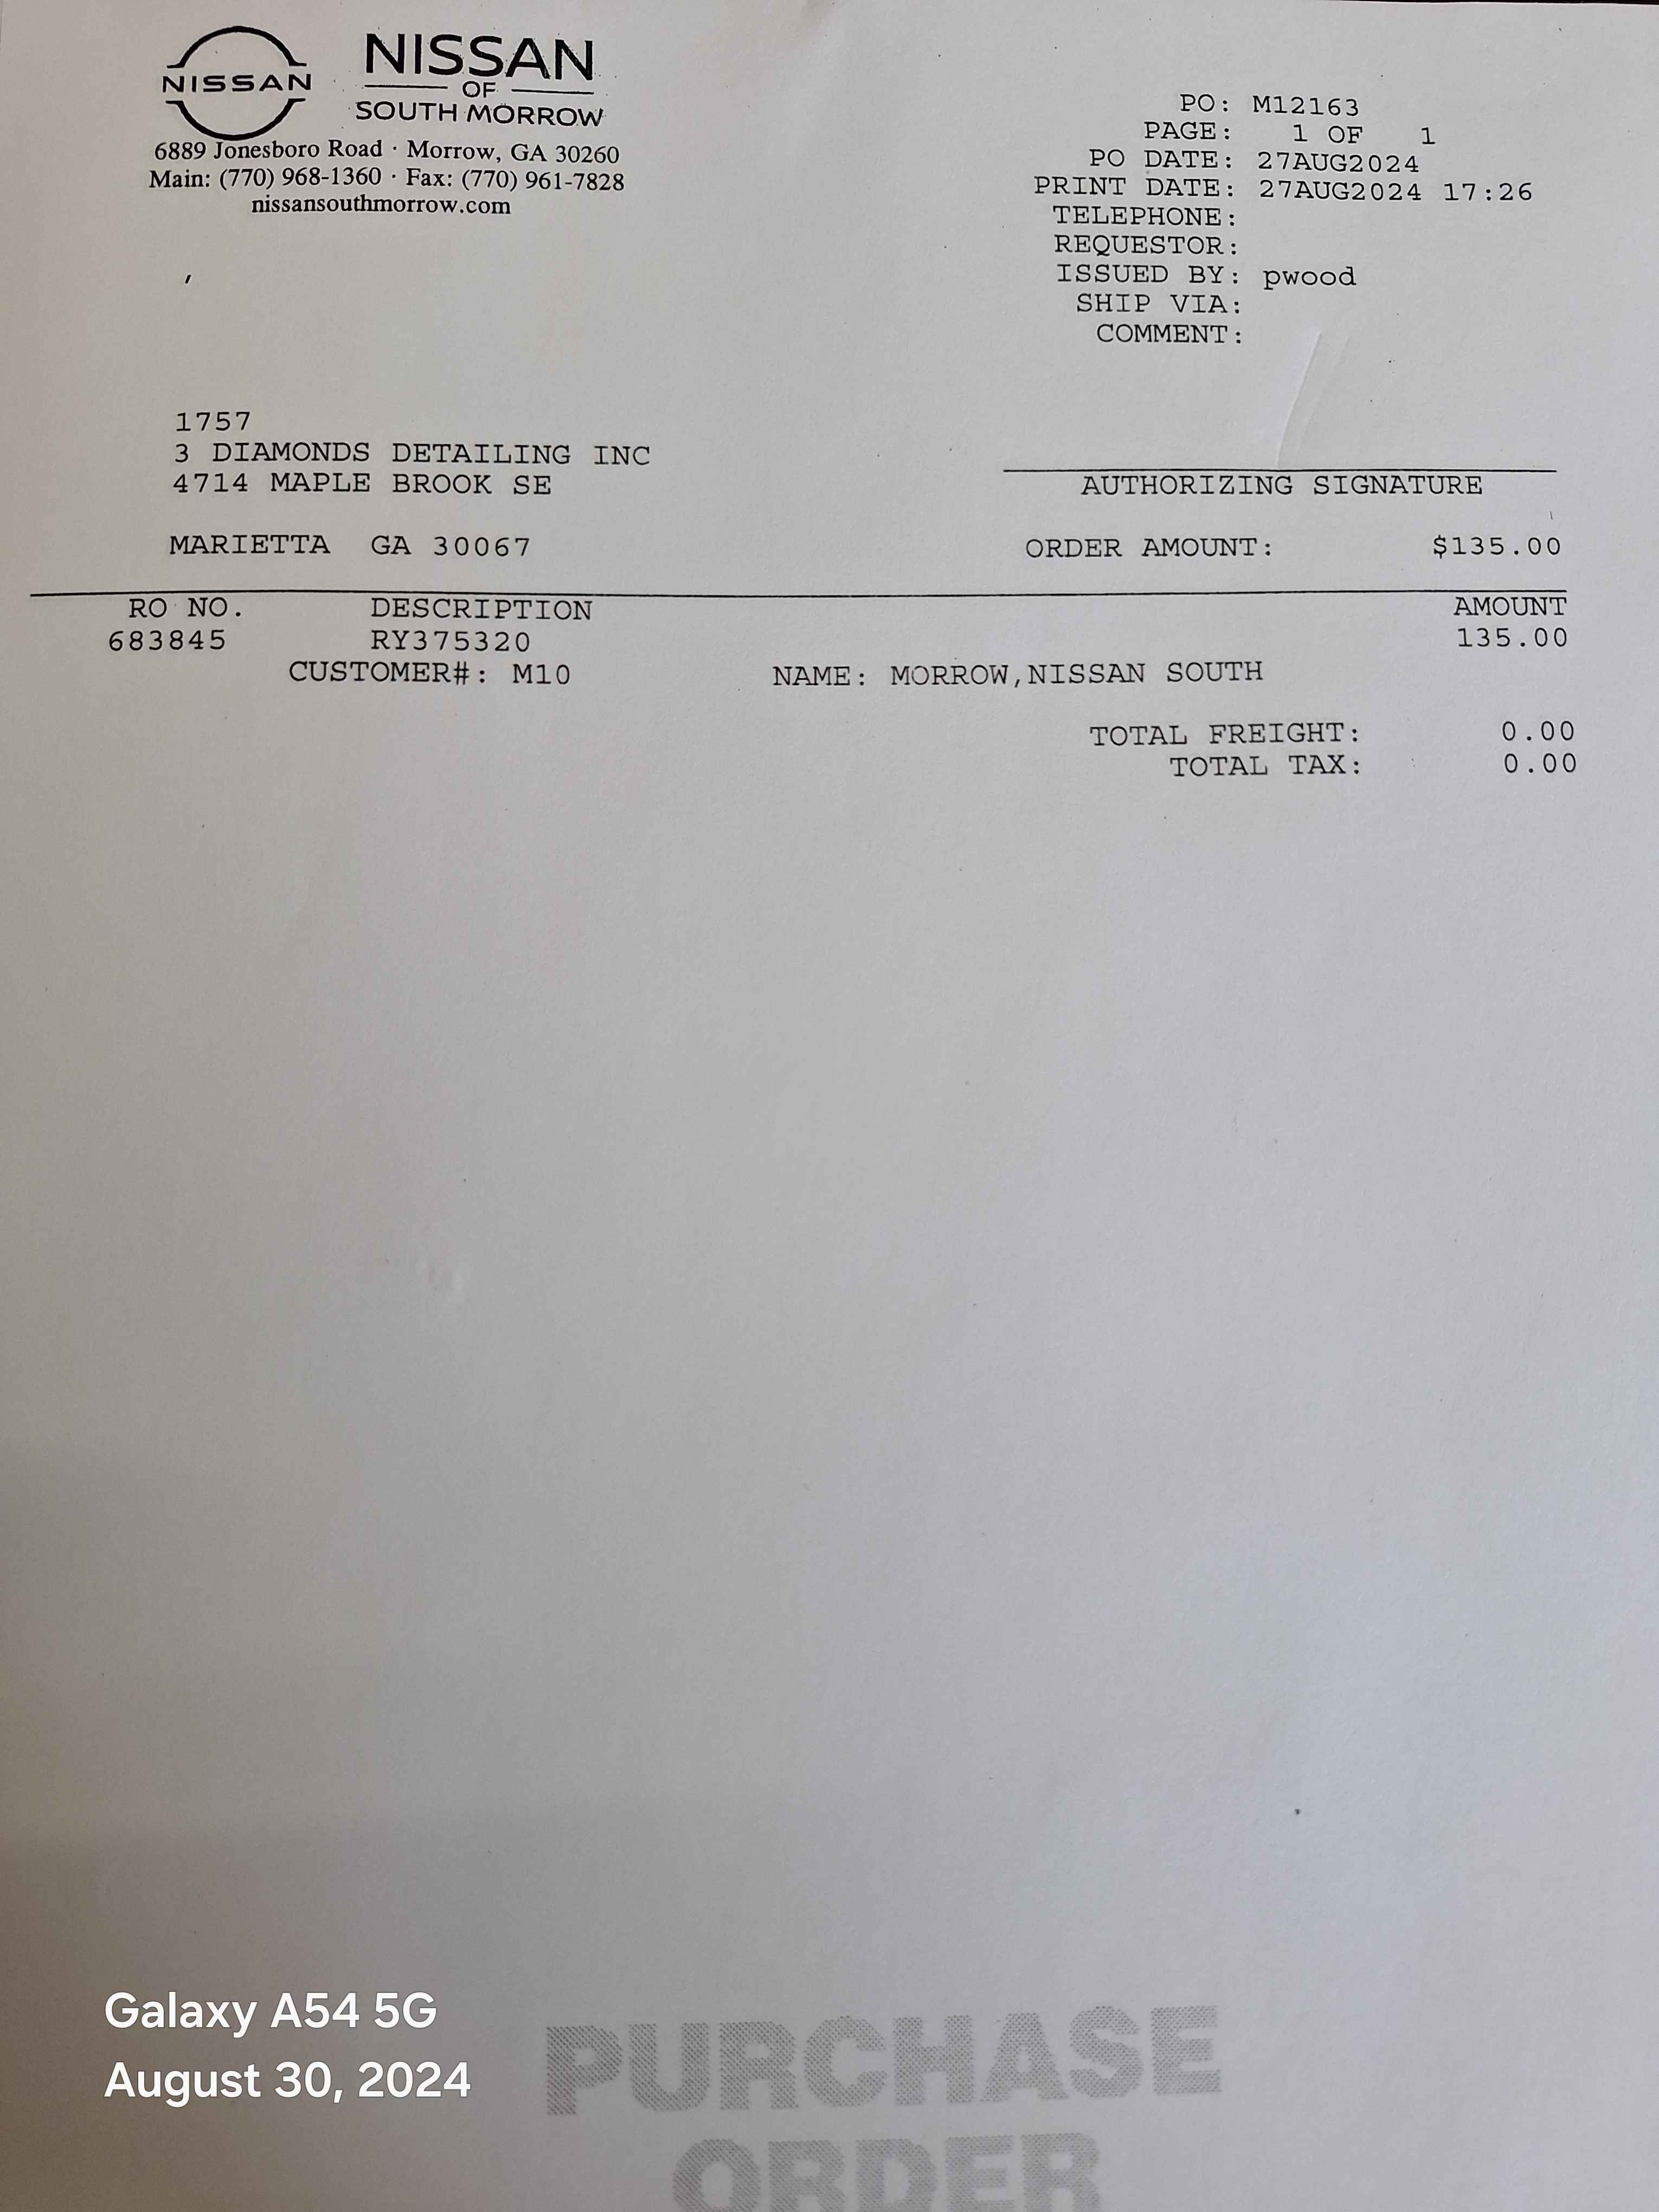 NISSAN
NISSAN
OF
SOUTH MORROW
6889 Jonesboro Road · Morrow, GA 30260
Main: (770) 968-1360 · Fax: (770) 961-7828
nissansouthmorrow.com
PO: M12163
PAGE: 1 OF 1
PO DATE: 27AUG2024
PRINT DATE: 27AUG2024 17:26
TELEPHONE:
REQUESTOR:
ISSUED BY: pwood
SHIP VIA:
COMMENT:
1757
3 DIAMONDS DETAILING INC
4714 MAPLE BROOK SE
MARIETTA GA 30067
AUTHORIZING SIGNATURE
ORDER AMOUNT: $135.00
RO NO. DESCRIPTION AMOUNT
683845 RY375320 135.00
CUSTOMER#: M10 NAME: MORROW,NISSAN SOUTH
TOTAL FREIGHT: 0.00
TOTAL TAX: 0.00
Galaxy A54 5G
August 30, 2024
PURCHASE
ORDER